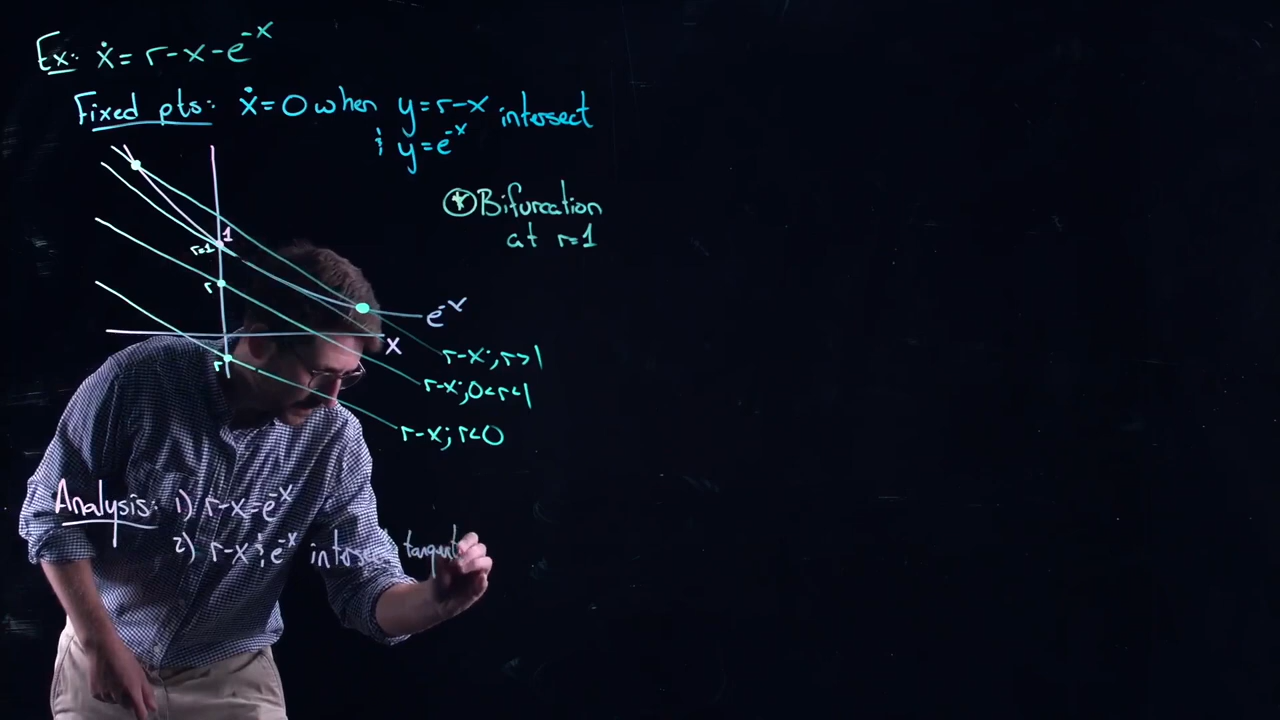 Ex: ẋ = r-x-e^{-x}
Fixed pts: ẋ=0 when y=r-x intersect
& y=e^{-x}
⊛ Bifurcation
at r=1
1
r=1
r
e^{-x}
x
r-x; r>1
r-x; 0<r<1
r
r-x; r<0
Analysis: 1) r-x=e^{-x}
2) r-x & e^{-x} intersect tangent